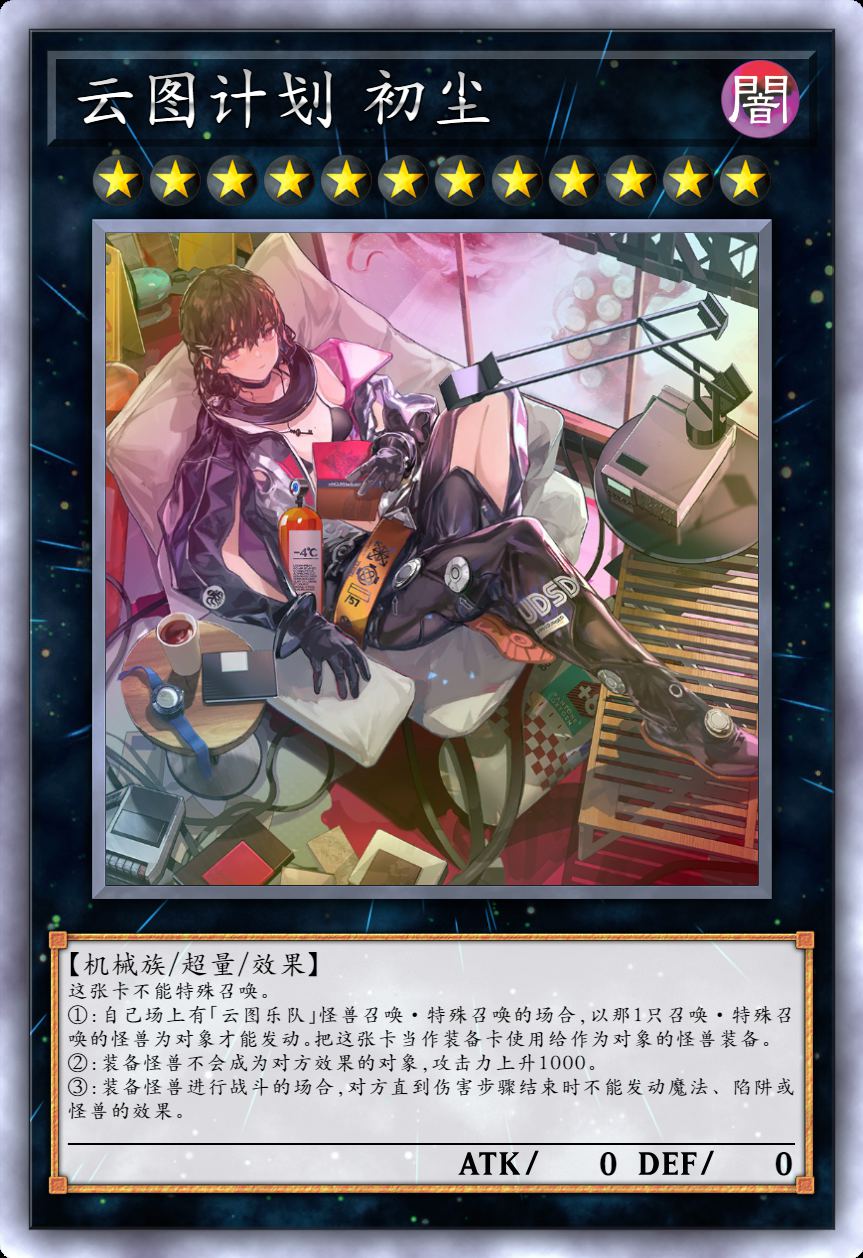 云图计划 初尘
闇
-4℃
/57
UDSD
【机械族/超量/效果】
这张卡不能特殊召唤。
①:自己场上有「云图乐队」怪兽召唤・特殊召唤的场合,以那1只召唤・特殊召
唤的怪兽为对象才能发动。把这张卡当作装备卡使用给作为对象的怪兽装备。
②:装备怪兽不会成为对方效果的对象,攻击力上升1000。
③:装备怪兽进行战斗的场合,对方直到伤害步骤结束时不能发动魔法、陷阱或
怪兽的效果。
ATK/ 0 DEF/ 0